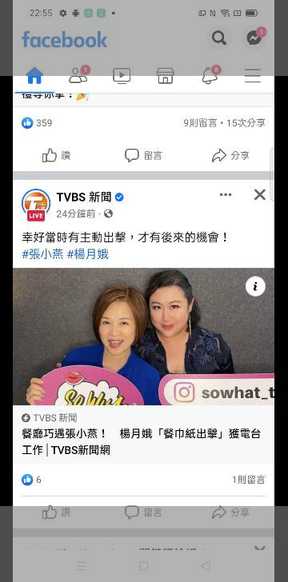 22:55
facebook
359
9則留言・15次分享
讚
留言
分享
TVBS 新聞
LIVE
24分鐘前・
幸好當時有主動出擊，才有後來的機會！
#張小燕 #楊月娥
sowhat_t
TVBS 新聞
餐廳巧遇張小燕！ 楊月娥「餐巾紙出擊」獲電台
工作│TVBS新聞網
6
1則留言
讚
留言
分享